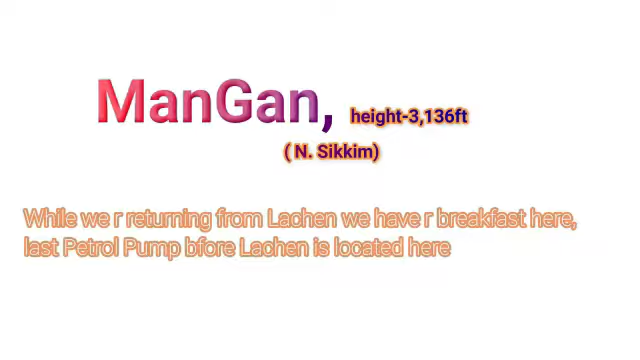 ManGan, height-3,136ft
( N. Sikkim)
While we r returning from Lachen we have r breakfast here,
last Petrol Pump bfore Lachen is located here